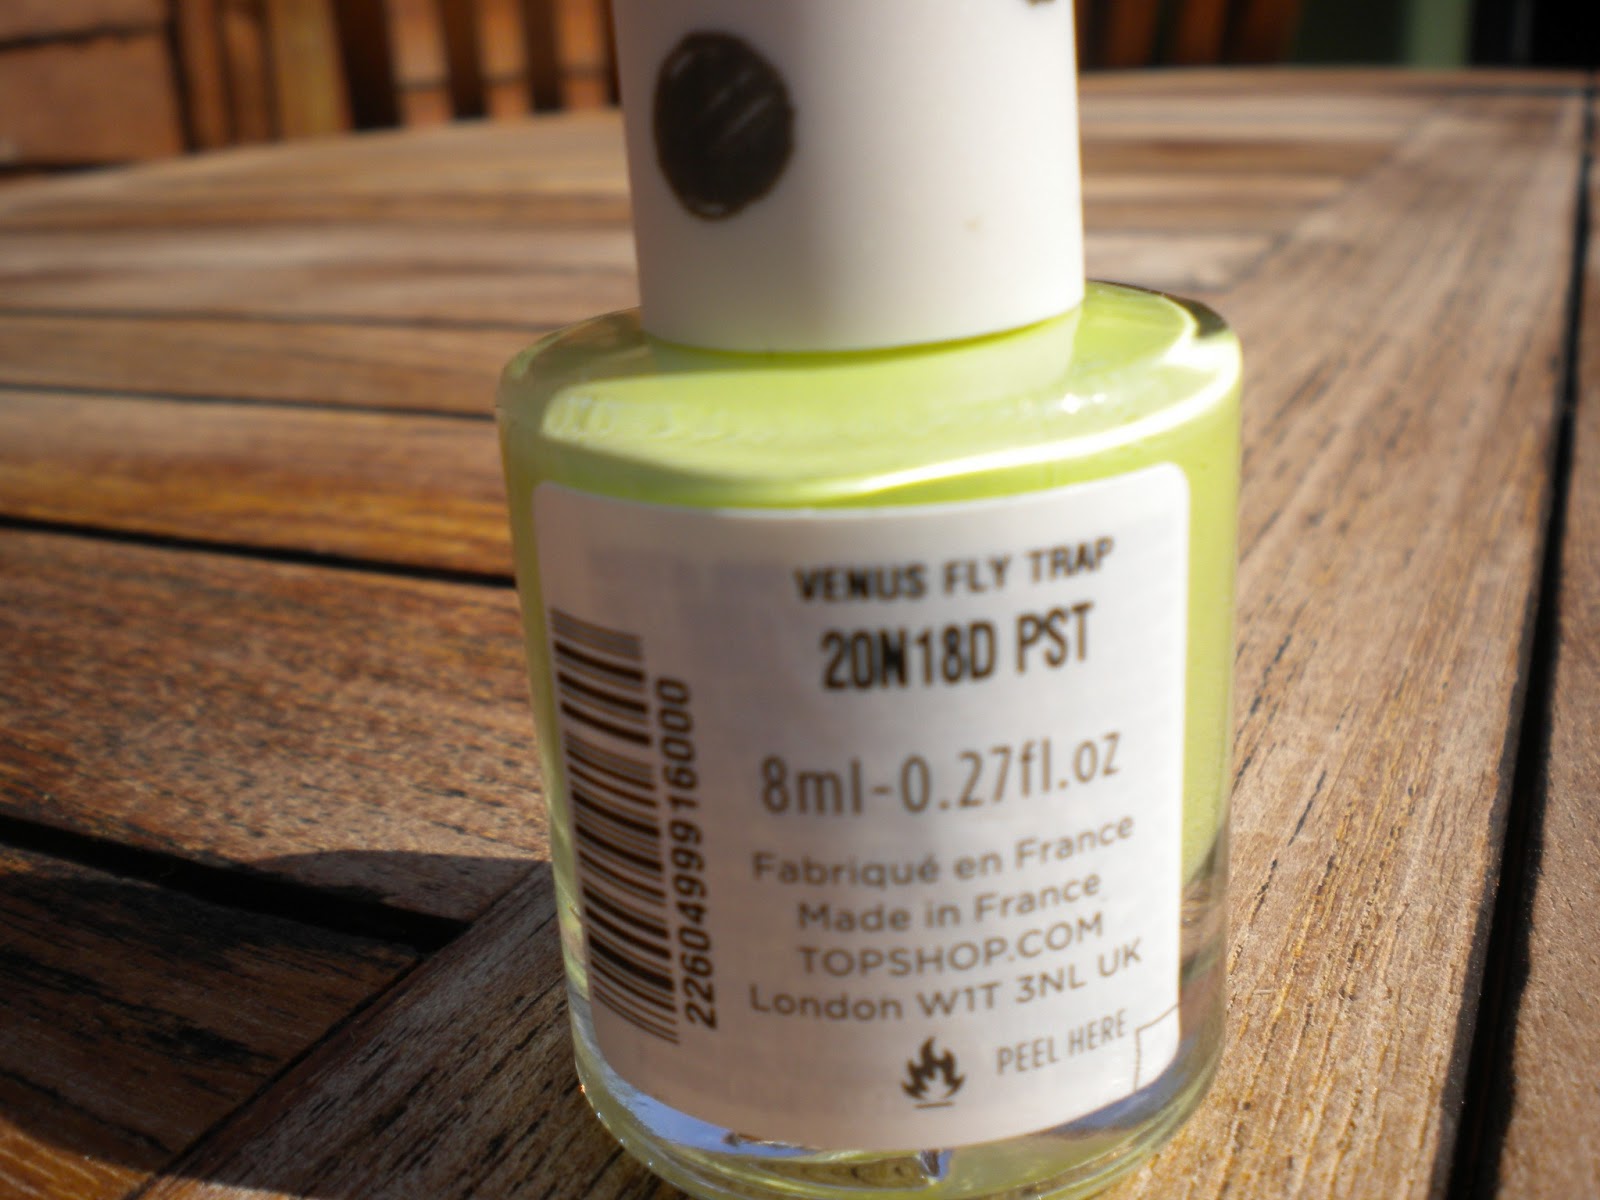 VENUS FLY TRAP
20N18D PST
8ml-0.27fl.oz
Fabriqué en France
Made in France
TOPSHOP.COM
London W1T 3NL UK
PEEL HERE
2260499916000